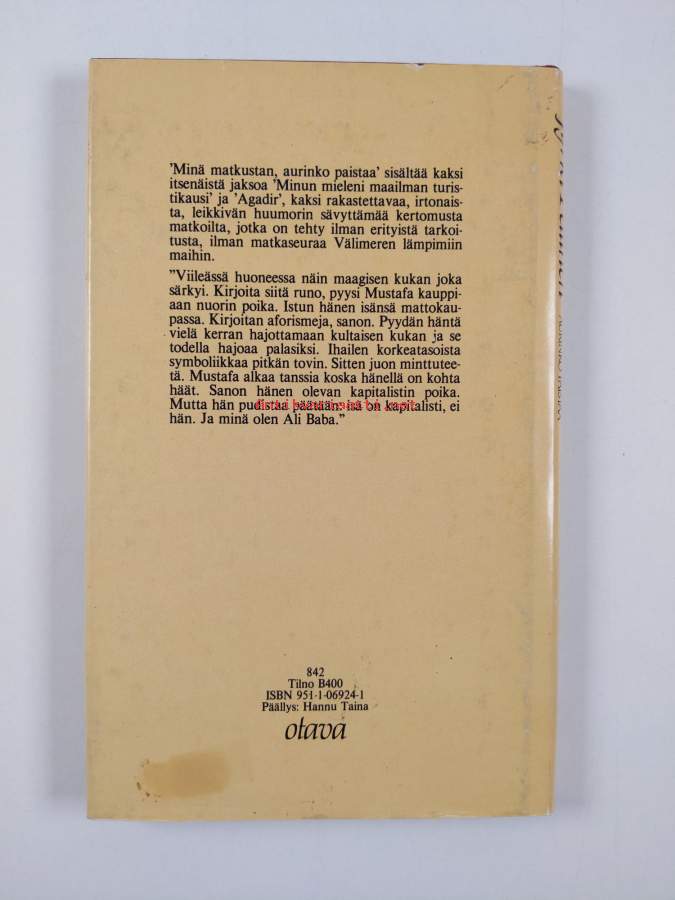 'Minä matkustan, aurinko paistaa' sisältää kaksi
itsenäistä jaksoa 'Minun mieleni maailman turis-
tikausi' ja 'Agadir', kaksi rakastettavaa, irtonais-
ta, leikkivän huumorin sävyttämää kertomusta
matkoilta, jotka on tehty ilman erityistä tarkoi-
tusta, ilman matkaseuraa Välimeren lämpimiin
maihin.
"Viileässä huoneessa näin maagisen kukan joka
särkyi. Kirjoita siitä runo, pyysi Mustafa kauppi-
aan nuorin poika. Istun hänen isänsä mattokau-
passa. Kirjoitan aforismeja, sanon. Pyydän häntä
vielä kerran hajottamaan kultaisen kukan ja se
todella hajoaa palasiksi. Ihailen korkeatasoista
symboliikkaa pitkän tovin. Sitten juon minttuteet-
tä. Mustafa alkaa tanssia koska hänellä on kohta
häät. Sanon hänen olevan kapitalistin poika.
Mutta hän pudistaa päätään: isä on kapitalisti, ei
hän. Ja minä olen Ali Baba."
842
Tilno B400
ISBN 951-1-06924-1
Päällys: Hannu Taina
otava